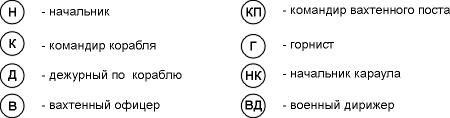 Н - начальник
К - командир корабля
Д - дежурный по кораблю
В - вахтенный офицер
КП - командир вахтенного поста
Г - горнист
НК - начальник караула
ВД - военный дирижер